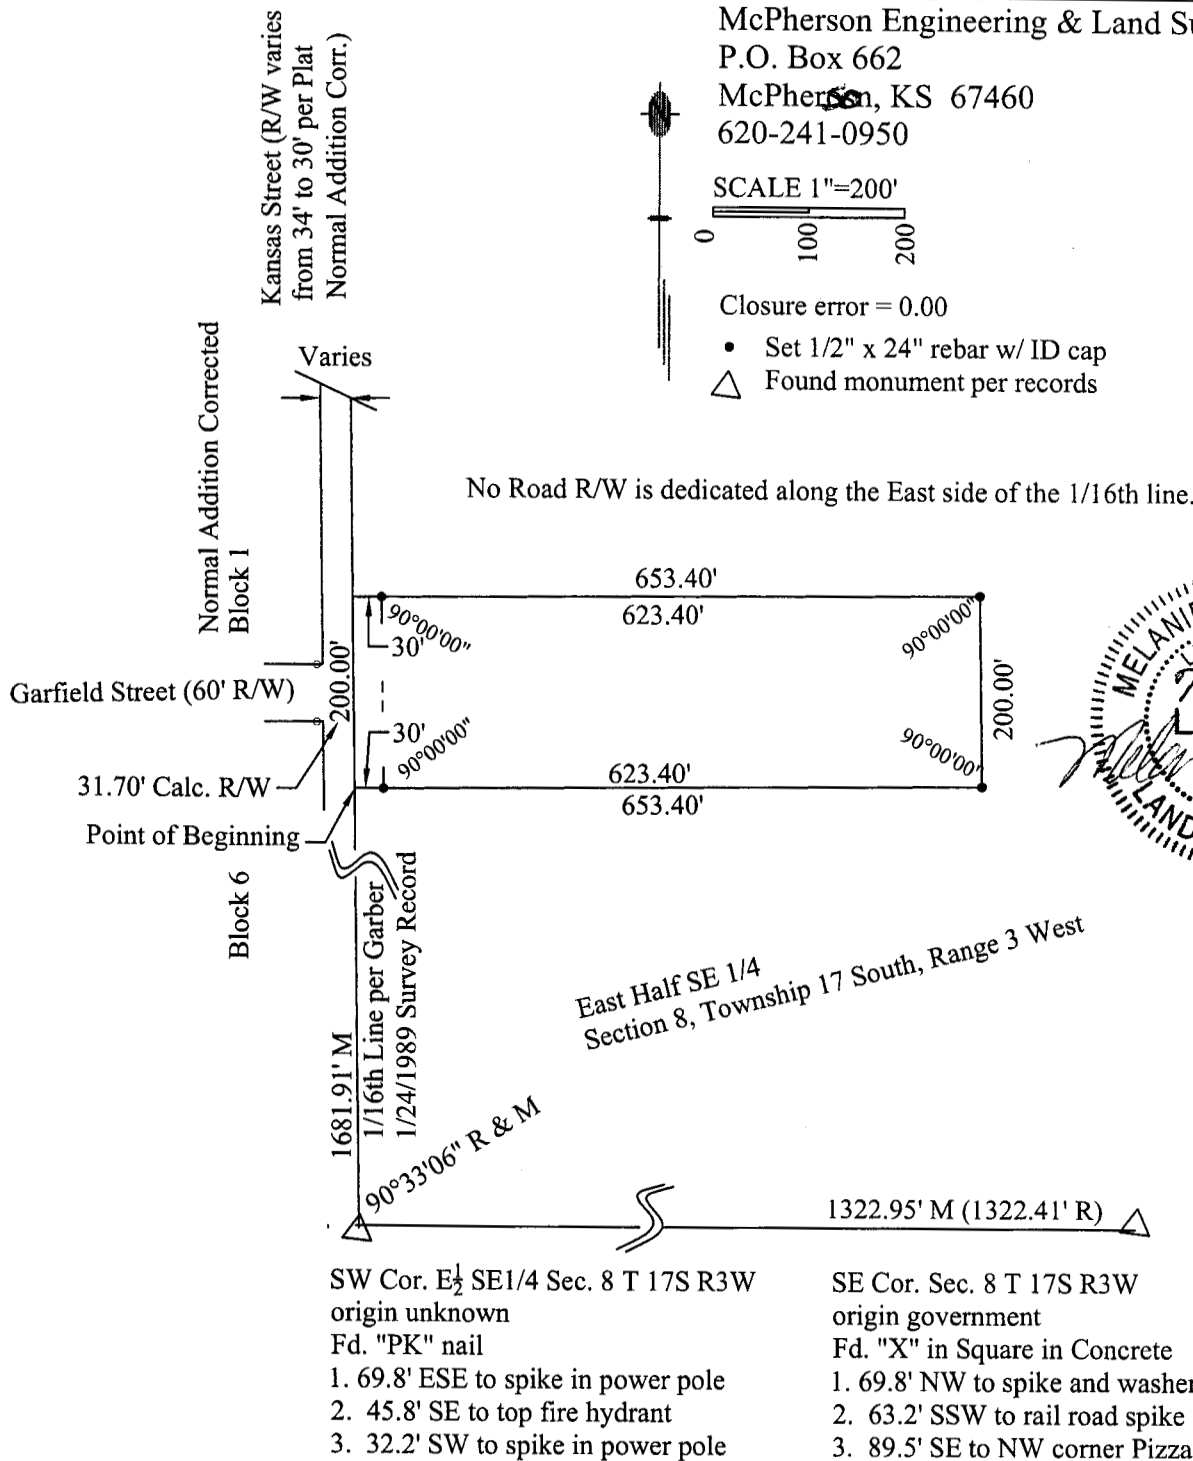 McPherson Engineering & Land
P.O. Box 662
McPherson, KS 67460
620-241-0950
Kansas Street (R/W varies
from 34' to 30' per Plat
Normal Addition Corr.)
N
SCALE 1"=200'
0 100 200
Closure error = 0.00
• Set 1/2" x 24" rebar w/ ID cap
△ Found monument per records
Varies
Normal Addition Corrected
Block 1
No Road R/W is dedicated along the East side of the 1/16th line.
653.40'
623.40'
90°00'00"
30'
90°00'00"
200.00'
Garfield Street (60' R/W)
200.00'
30'
90°00'00"
90°00'00"
31.70' Calc. R/W
623.40'
653.40'
Point of Beginning
MELANIE
LAND
Block 6
1681.91' M
1/16th Line per Garber
1/24/1989 Survey Record
East Half SE 1/4
Section 8, Township 17 South, Range 3 West
90°33'06" R & M
1322.95' M (1322.41' R)
SW Cor. E½ SE1/4 Sec. 8 T 17S R3W
origin unknown
Fd. "PK" nail
1. 69.8' ESE to spike in power pole
2. 45.8' SE to top fire hydrant
3. 32.2' SW to spike in power pole
SE Cor. Sec. 8 T 17S R3W
origin government
Fd. "X" in Square in Concrete
1. 69.8' NW to spike and washer
2. 63.2' SSW to rail road spike
3. 89.5' SE to NW corner Pizza